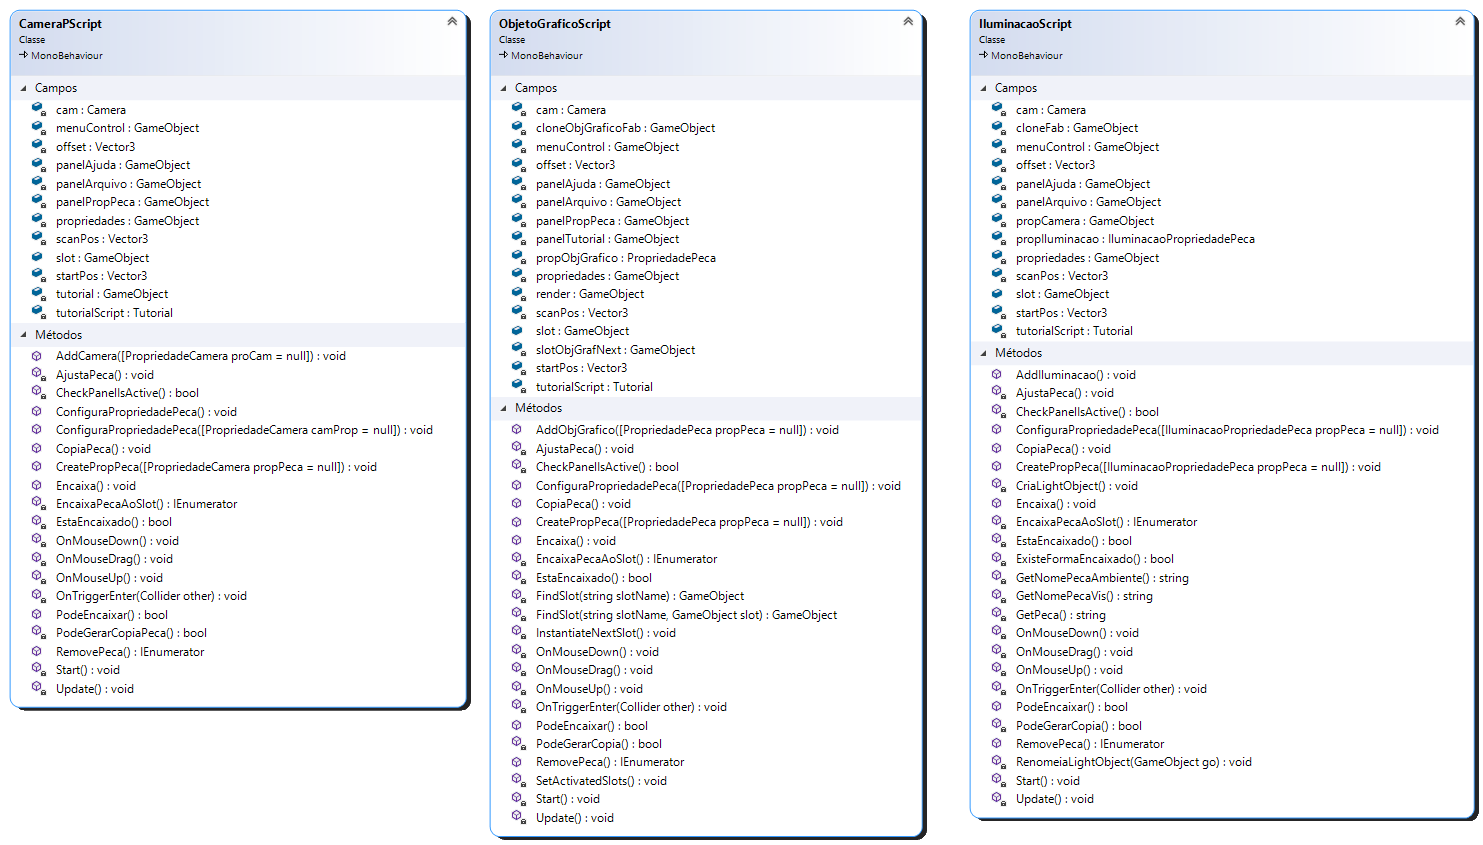 CameraPScript
Classe
MonoBehaviour
Campos
cam : Camera
menuControl : GameObject
offset : Vector3
panelAjuda : GameObject
panelArquivo : GameObject
panelPropPeca : GameObject
propriedades : GameObject
scanPos : Vector3
slot : GameObject
startPos : Vector3
tutorial : GameObject
tutorialScript : Tutorial
Métodos
AddCamera([PropriedadeCamera proCam = null]) : void
AjustaPeca() : void
CheckPanelIsActive() : bool
ConfiguraPropriedadePeca() : void
ConfiguraPropriedadePeca([PropriedadeCamera camProp = null]) : void
CopiaPeca() : void
CreatePropPeca([PropriedadeCamera propPeca = null]) : void
Encaixa() : void
EncaixaPecaAoSlot() : IEnumerator
EstaEncaixado() : bool
OnMouseDown() : void
OnMouseDrag() : void
OnMouseUp() : void
OnTriggerEnter(Collider other) : void
PodeEncaixar() : bool
PodeGerarCopiaPeca() : bool
RemovePeca() : IEnumerator
Start() : void
Update() : void
ObjetoGraficoScript
Classe
MonoBehaviour
Campos
cam : Camera
cloneObjGraficoFab : GameObject
menuControl : GameObject
offset : Vector3
panelAjuda : GameObject
panelArquivo : GameObject
panelPropPeca : GameObject
panelTutorial : GameObject
propObjGrafico : PropriedadePeca
propriedades : GameObject
render : GameObject
scanPos : Vector3
slot : GameObject
slotObjGrafNext : GameObject
startPos : Vector3
tutorialScript : Tutorial
Métodos
AddObjGrafico([PropriedadePeca propPeca = null]) : void
AjustaPeca() : void
CheckPanelIsActive() : bool
ConfiguraPropriedadePeca([PropriedadePeca propPeca = null]) : void
CopiaPeca() : void
CreatePropPeca([PropriedadePeca propPeca = null]) : void
Encaixa() : void
EncaixaPecaAoSlot() : IEnumerator
EstaEncaixado() : bool
FindSlot(string slotName) : GameObject
FindSlot(string slotName, GameObject slot) : GameObject
InstantiateNextSlot() : void
OnMouseDown() : void
OnMouseDrag() : void
OnMouseUp() : void
OnTriggerEnter(Collider other) : void
PodeEncaixar() : bool
PodeGerarCopia() : bool
RemovePeca() : IEnumerator
SetActivatedSlots() : void
Start() : void
Update() : void
IluminacaoScript
Classe
MonoBehaviour
Campos
cam : Camera
cloneFab : GameObject
menuControl : GameObject
offset : Vector3
panelAjuda : GameObject
panelArquivo : GameObject
propCamera : GameObject
propIluminacao : IluminacaoPropriedadePeca
propriedades : GameObject
scanPos : Vector3
slot : GameObject
startPos : Vector3
tutorialScript : Tutorial
Métodos
AddIluminacao() : void
AjustaPeca() : void
CheckPanelIsActive() : bool
ConfiguraPropriedadePeca([IluminacaoPropriedadePeca propPeca = null]) : void
CopiaPeca() : void
CreatePropPeca([IluminacaoPropriedadePeca propPeca = null]) : void
CriaLightObject() : void
Encaixa() : void
EncaixaPecaAoSlot() : IEnumerator
EstaEncaixado() : bool
ExisteFormaEncaixado() : bool
GetNomePecaAmbiente() : string
GetNomePecaVis() : string
GetPeca() : string
OnMouseDown() : void
OnMouseDrag() : void
OnMouseUp() : void
OnTriggerEnter(Collider other) : void
PodeEncaixar() : bool
PodeGerarCopia() : bool
RemovePeca() : IEnumerator
RenomeiaLightObject(GameObject go) : void
Start() : void
Update() : void